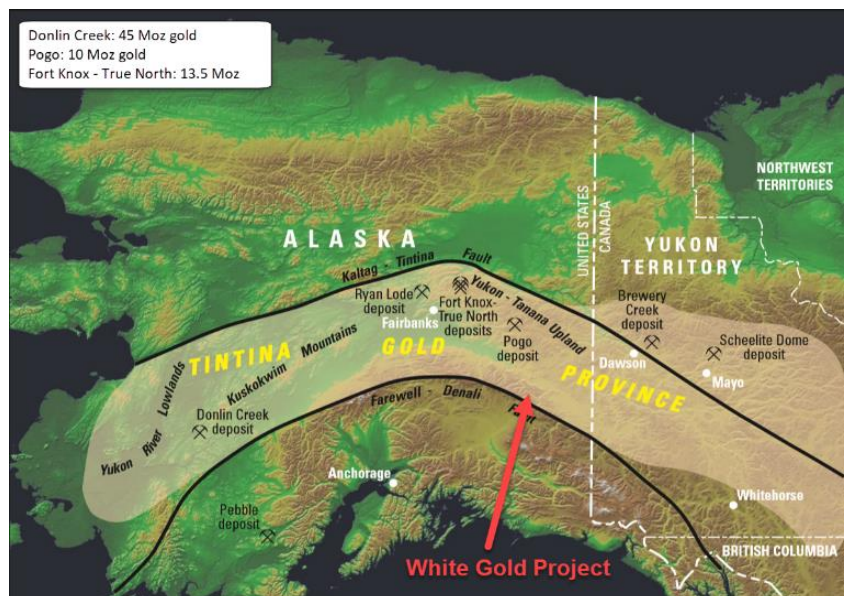 Donlin Creek: 45 Moz gold
Pogo: 10 Moz gold
Fort Knox - True North: 13.5 Moz
NORTHWEST
TERRITORIES
UNITED STATES
CANADA
ALASKA
YUKON
TERRITORY
Kaltag - Tintina Fault
Ryan Lode
deposit
Fort Knox-
True North
deposits
Fairbanks
Yukon - Tanana Upland
Pogo
deposit
Brewery
Creek
deposit
Dawson
Scheelite Dome
deposit
Mayo
TINTINA
GOLD
PROVINCE
Kuskokwim Mountains
Yukon River Lowlands
Donlin Creek
deposit
Farewell - Denali Fault
Anchorage
Pebble
deposit
Whitehorse
BRITISH COLUMBIA
White Gold Project